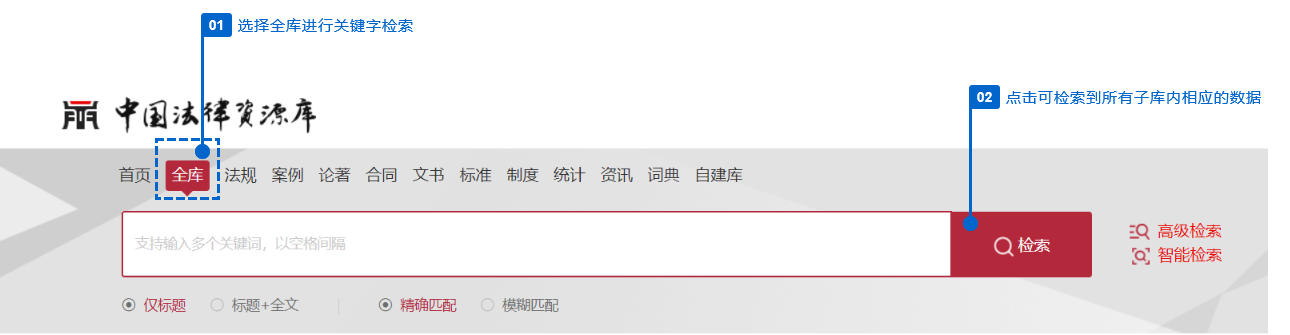 01 选择全库进行关键字检索
02 点击可检索到所有子库内相应的数据
中国法律资源库
首页 全库 法规 案例 论著 合同 文书 标准 制度 统计 资讯 词典 自建库
支持输入多个关键词，以空格间隔
检索
高级检索
智能检索
仅标题 标题+全文 精确匹配 模糊匹配